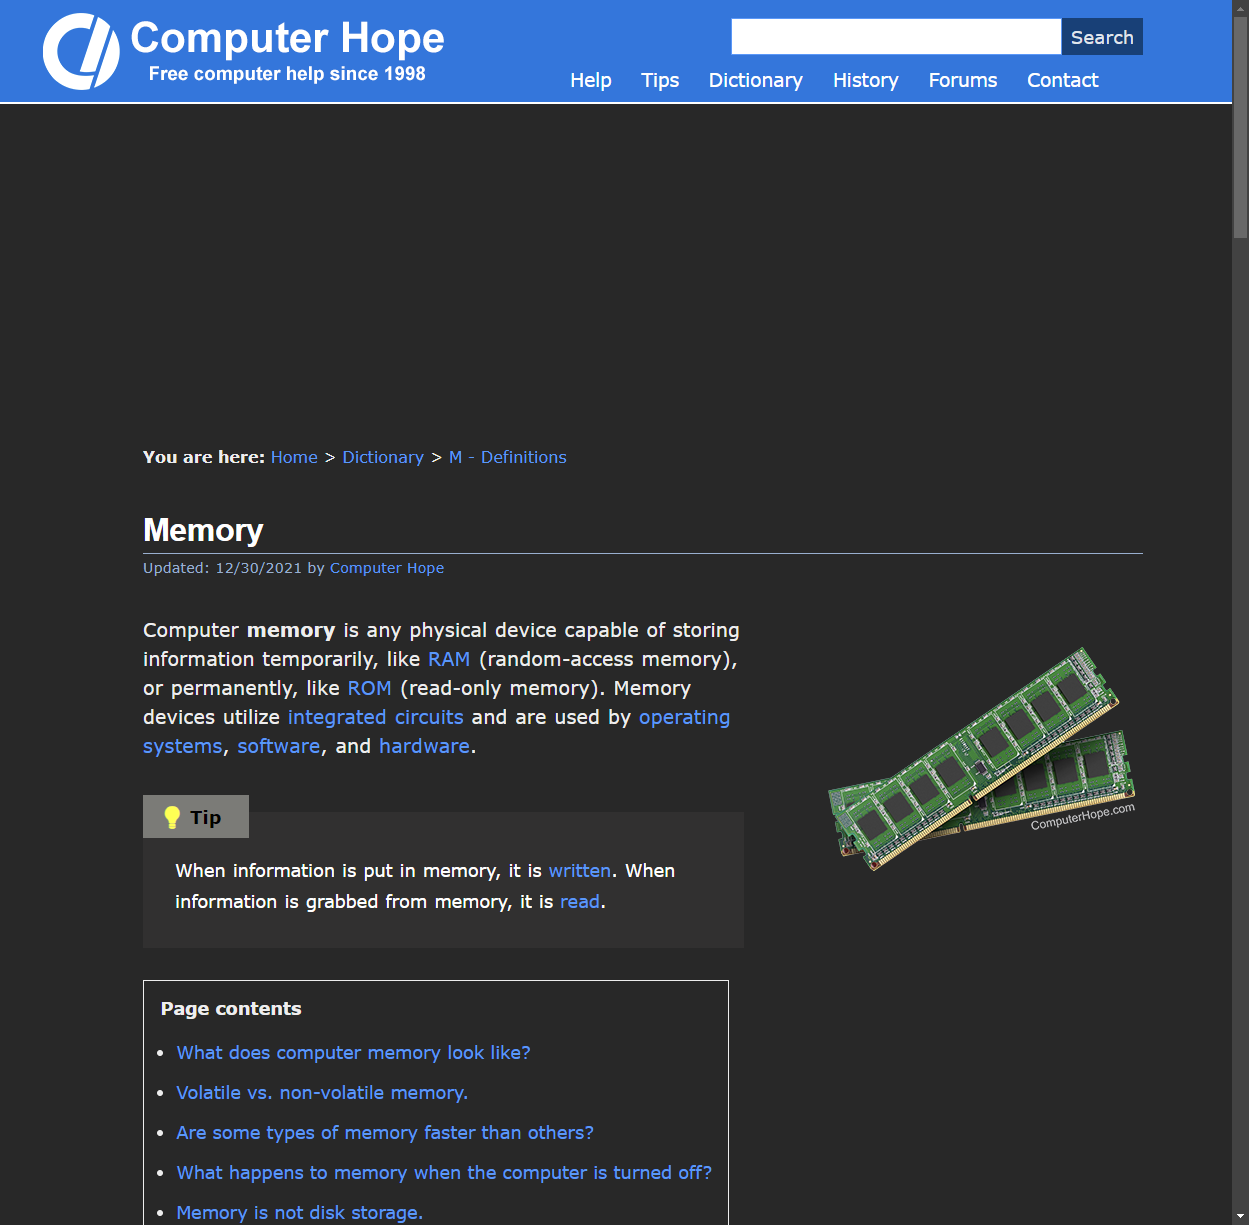 Computer Hope
Free computer help since 1998
Search
Help Tips Dictionary History Forums Contact
You are here: Home > Dictionary > M - Definitions
Memory
Updated: 12/30/2021 by Computer Hope
Computer memory is any physical device capable of storing
information temporarily, like RAM (random-access memory),
or permanently, like ROM (read-only memory). Memory
devices utilize integrated circuits and are used by operating
systems, software, and hardware.
ComputerHope.com
Tip
When information is put in memory, it is written. When
information is grabbed from memory, it is read.
Page contents
• What does computer memory look like?
• Volatile vs. non-volatile memory.
• Are some types of memory faster than others?
• What happens to memory when the computer is turned off?
• Memory is not disk storage.